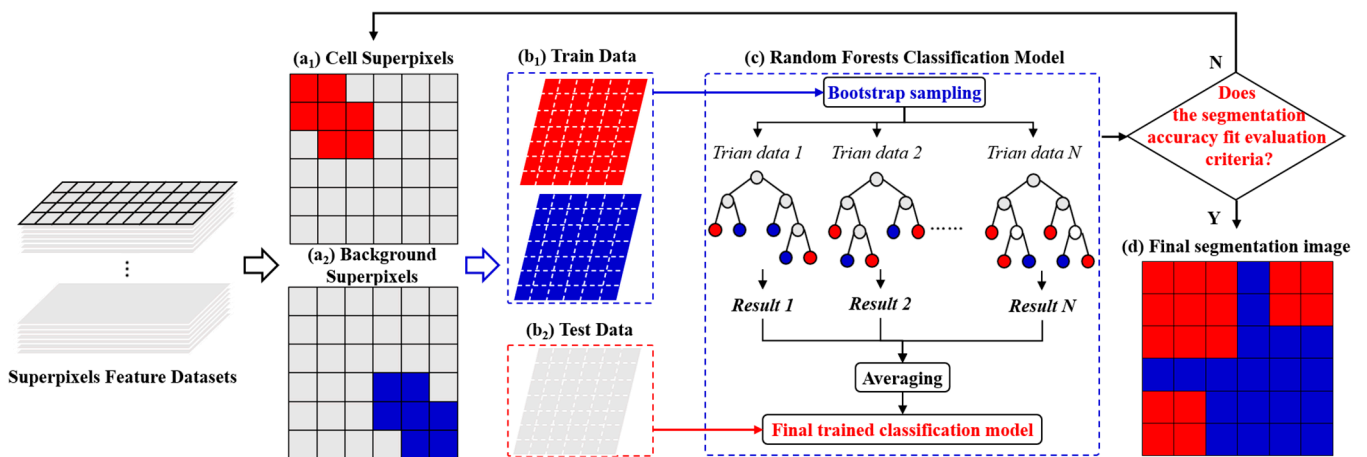 Superpixels Feature Datasets
(a₁) Cell Superpixels
(a₂) Background
Superpixels
(b₁) Train Data
(b₂) Test Data
(c) Random Forests Classification Model
Bootstrap sampling
Trian data 1
Trian data 2
Trian data N
......
Result 1
Result 2
Result N
Averaging
Final trained classification model
N
Does
the segmentation
accuracy fit evaluation
criteria?
Y
(d) Final segmentation image